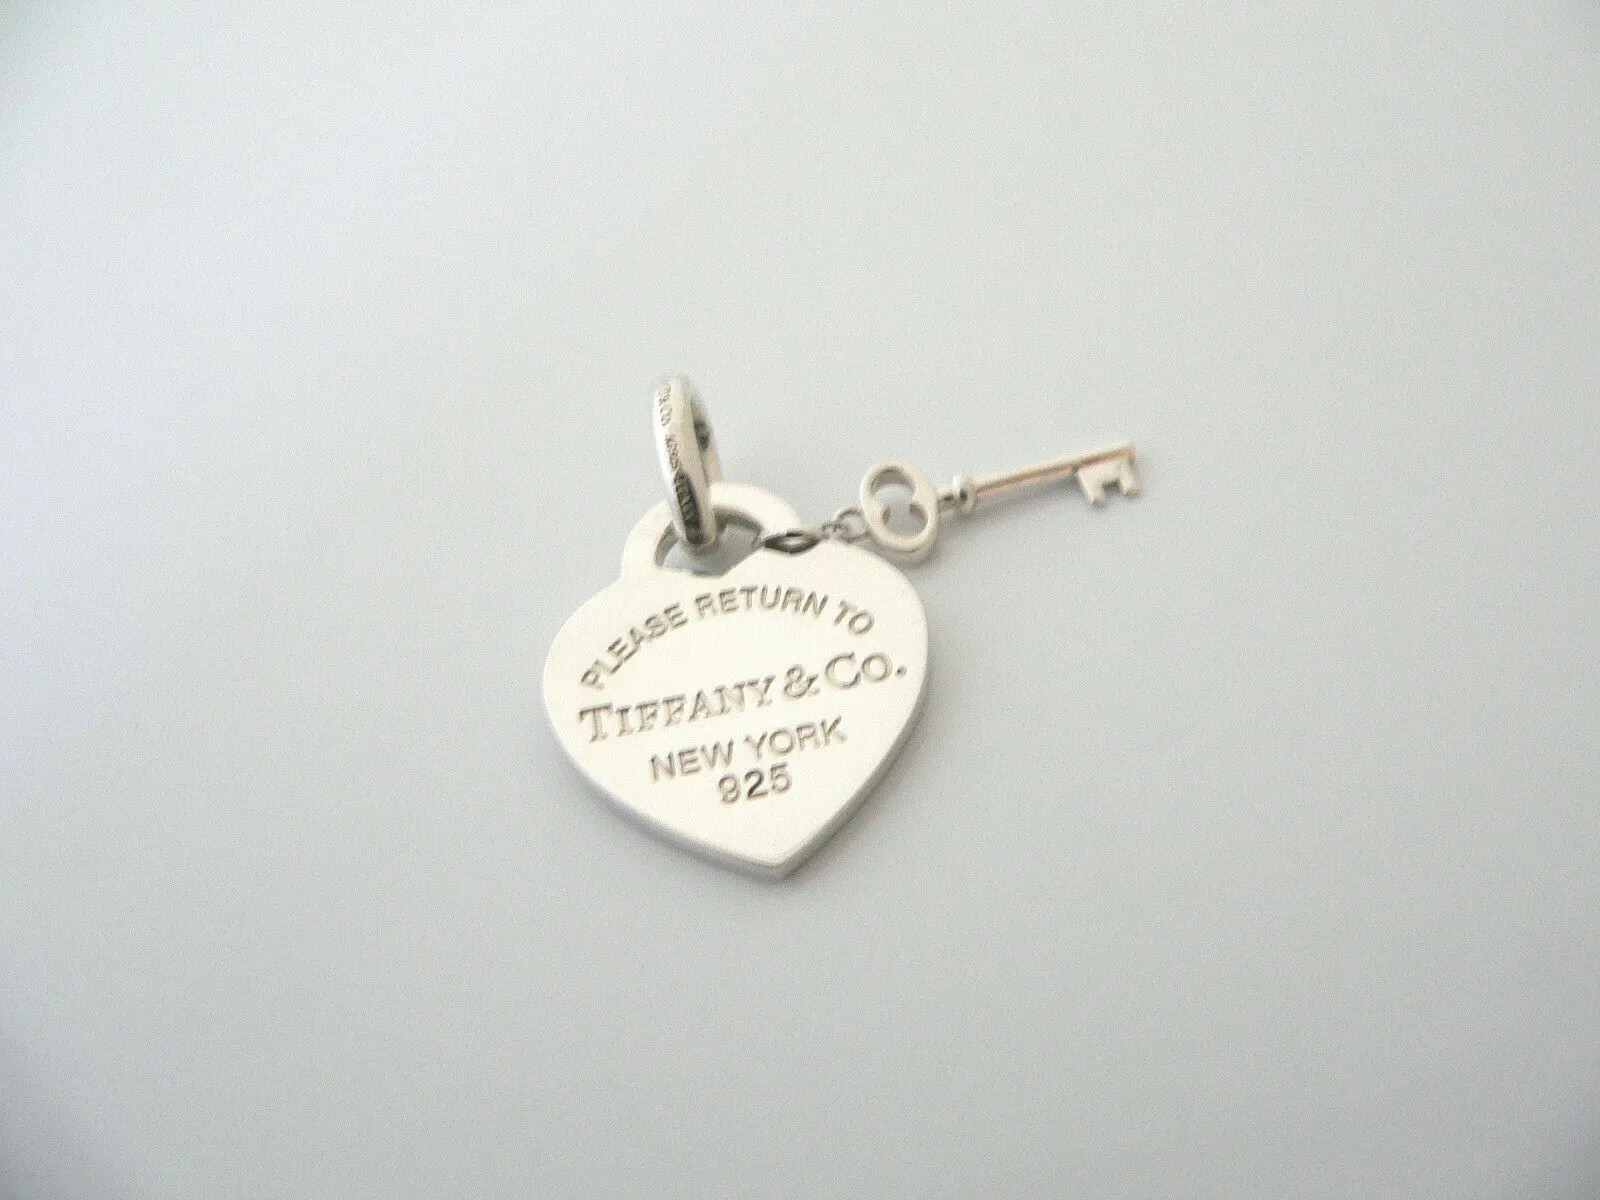 PLEASE RETURN TO
TIFFANY & CO.
NEW YORK
925